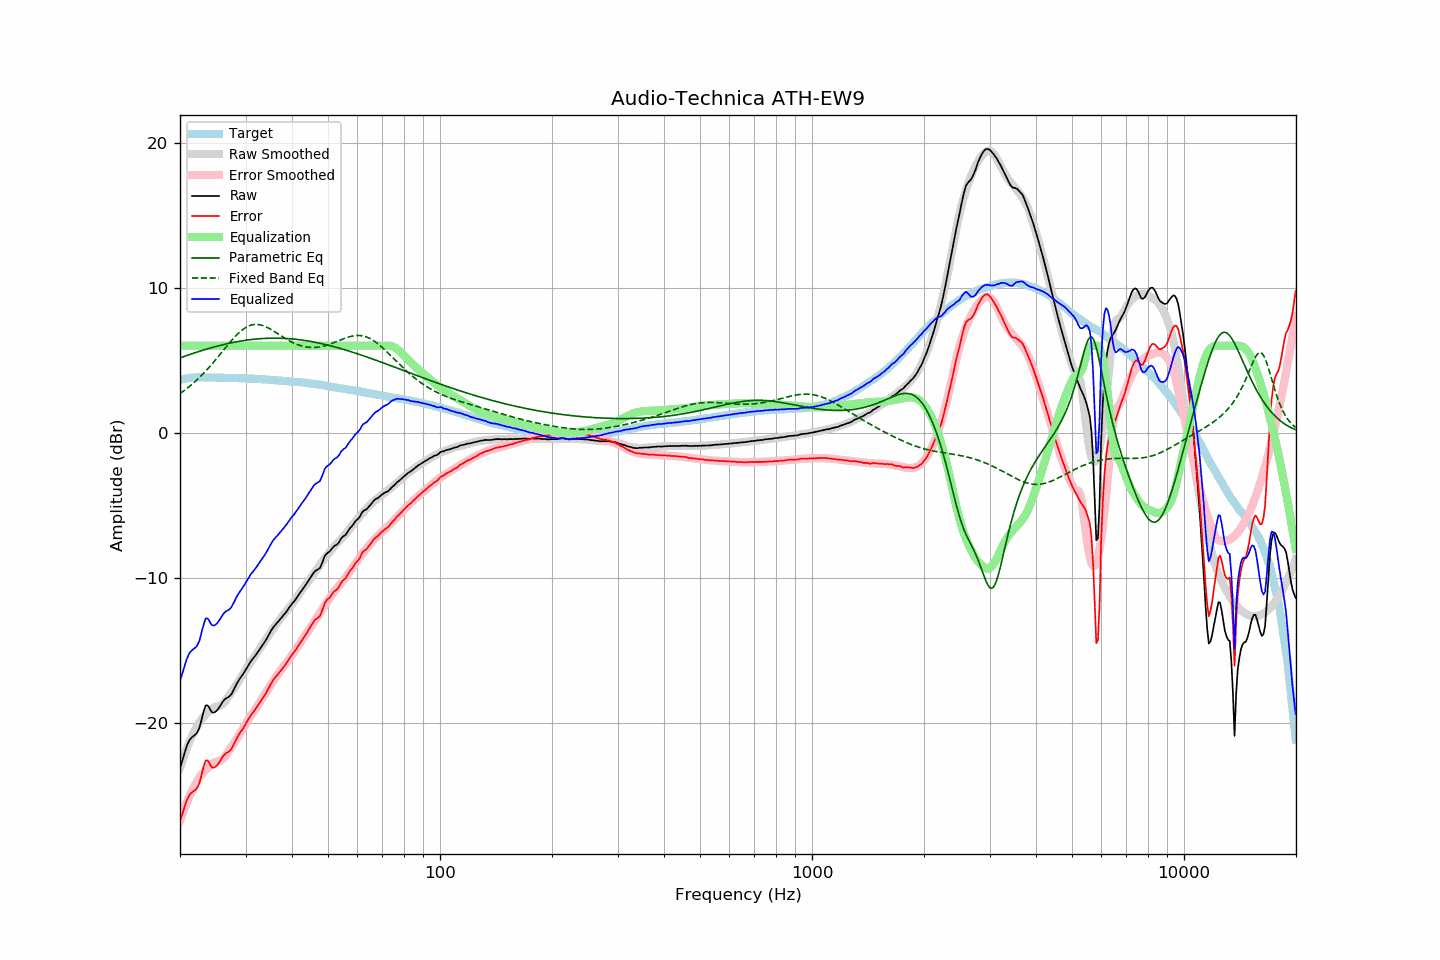 Audio-Technica ATH-EW9
Target
Raw Smoothed
Error Smoothed
Raw
Error
Equalization
Parametric Eq
Fixed Band Eq
Equalized
20
10
0
−10
−20
Amplitude (dBr)
100
1000
10000
Frequency (Hz)